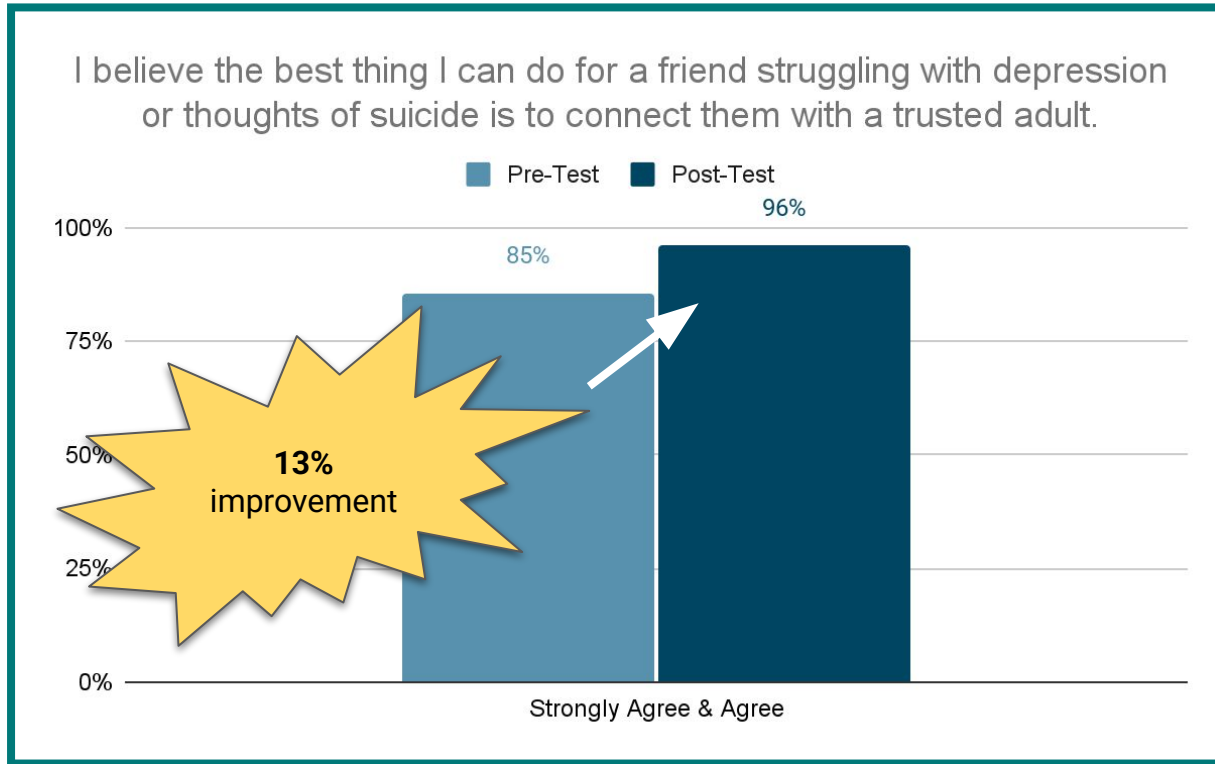 I believe the best thing I can do for a friend struggling with depression
or thoughts of suicide is to connect them with a trusted adult.
Pre-Test Post-Test
96%
100%
85%
75%
50%
13%
improvement
25%
0%
Strongly Agree & Agree